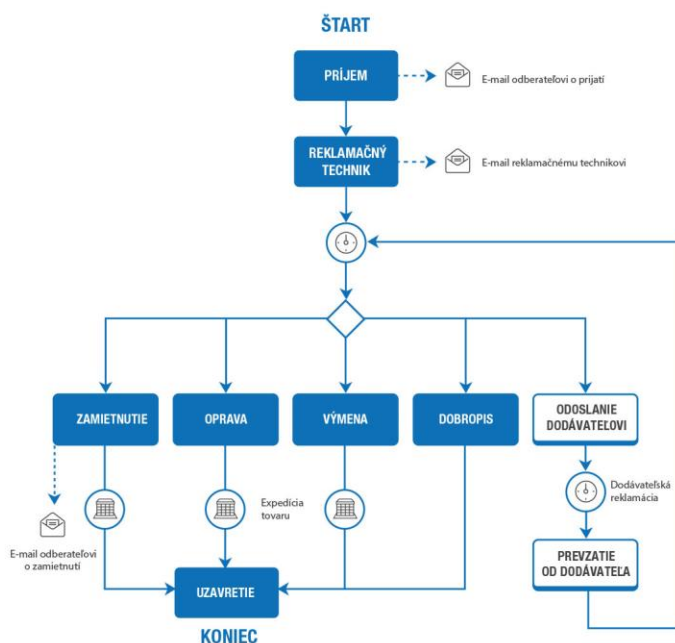 ŠTART
PRÍJEM
E-mail odberateľovi o prijatí
REKLAMAČNÝ
TECHNIK
E-mail reklamačnému technikovi
ZAMIETNUTIE
OPRAVA
VÝMENA
DOBROPIS
ODOSLANIE
DODÁVATEĽOVI
Expedícia
tovaru
Dodávateľská
reklamácia
E-mail odberateľovi
o zamietnutí
PREVZATIE
OD DODÁVATEĽA
UZAVRETIE
KONIEC